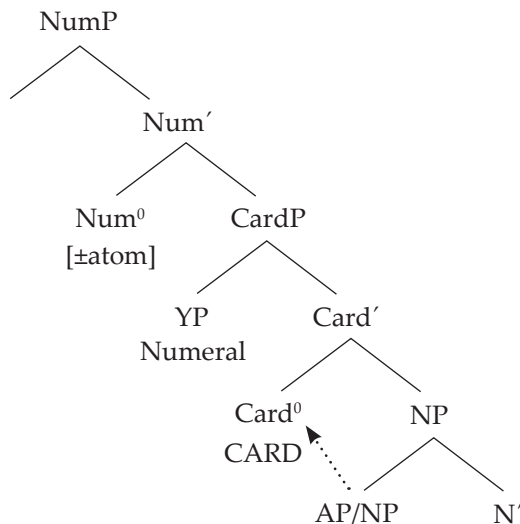 NumP
Num′
Num⁰ CardP
[±atom]
YP Card′
Numeral
Card⁰ NP
CARD
AP/NP N′